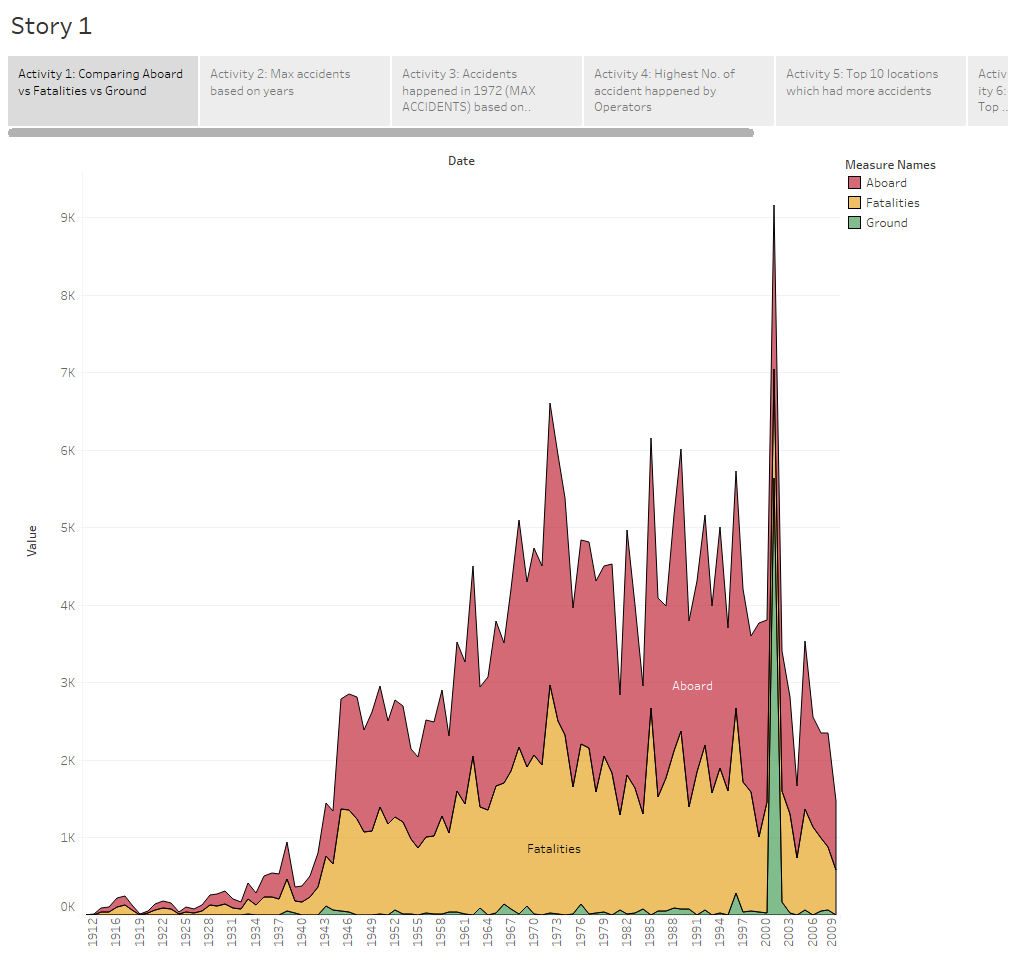 Story 1
Activity 1: Comparing Aboard
vs Fatalities vs Ground
Activity 2: Max accidents
based on years
Activity 3: Accidents
happened in 1972 (MAX
ACCIDENTS) based on..
Activity 4: Highest No. of
accident happened by
Operators
Activity 5: Top 10 locations
which had more accidents
Activ
ity 6:
Top ..
Date
Measure Names
Aboard
Fatalities
Ground
9K
8K
7K
6K
5K
4K
3K
2K
1K
0K
Value
Aboard
Fatalities
1912
1916
1919
1922
1925
1928
1931
1934
1937
1940
1943
1946
1949
1952
1955
1958
1961
1964
1967
1970
1973
1976
1979
1982
1985
1988
1991
1994
1997
2000
2003
2006
2009